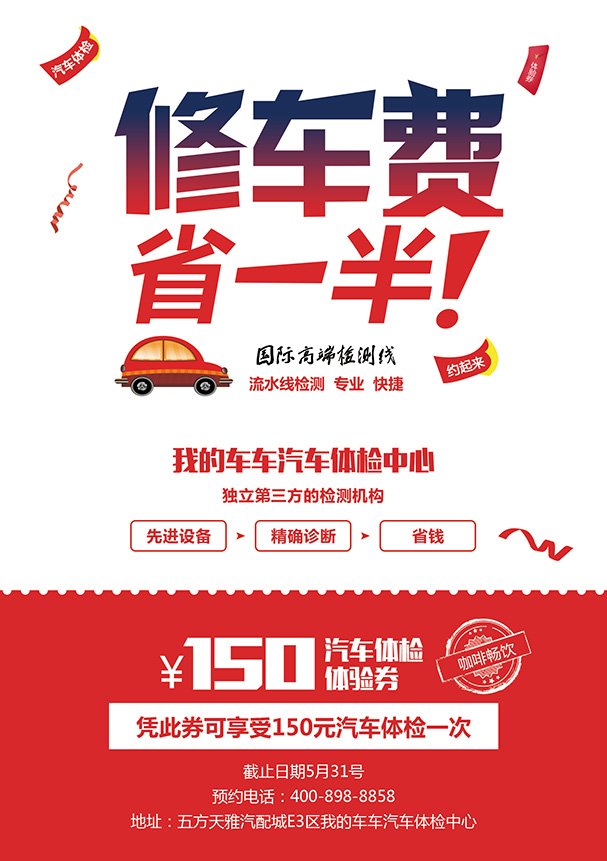 汽车体检券
体验券
修车费
省一半!
国际高端检测线
流水线检测 专业 快捷
约起来
我的车车汽车体检中心
独立第三方的检测机构
先进设备 精确诊断 省钱
¥150 汽车体检
体验券
咖啡畅饮
凭此券可享受150元汽车体检一次
截止日期5月31号
预约电话：400-898-8858
地址：五方天雅汽配城E3区我的车车汽车体检中心